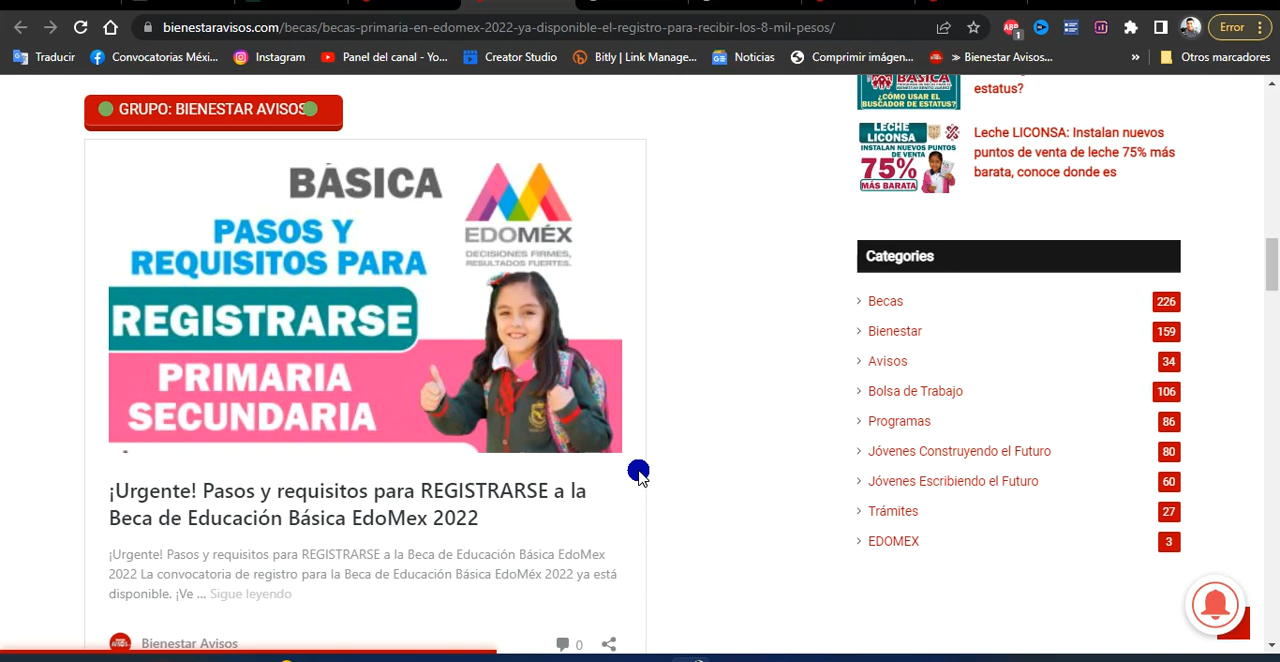 bienestaravisos.com/becas/becas-primaria-en-edomex-2022-ya-disponible-el-registro-para-recibir-los-8-mil-pesos/
ABP
1
Error
Traducir
Convocatorias Méxi...
Instagram
Panel del canal - Yo...
Creator Studio
Bitly | Link Manage...
Noticias
Comprimir imágen...
≫ Bienestar Avisos...
»
Otros marcadores
GRUPO: BIENESTAR AVISOS
BÁSICA
EDOMÉX
DECISIONES FIRMES,
RESULTADOS FUERTES.
PASOS Y
REQUISITOS PARA
REGISTRARSE
PRIMARIA
SECUNDARIA
¡Urgente! Pasos y requisitos para REGISTRARSE a la
Beca de Educación Básica EdoMex 2022
¡Urgente! Pasos y requisitos para REGISTRARSE a la Beca de Educación Básica EdoMex
2022 La convocatoria de registro para la Beca de Educación Básica EdoMéx 2022 ya está
disponible. ¡Ve ... Sigue leyendo
Bienestar Avisos
0
BÁSICA
¿CÓMO USAR EL
BUSCADOR DE ESTATUS?
estatus?
LECHE
LICONSA:
INSTALAN NUEVOS
PUNTOS DE VENTA
75%
MÁS BARATA
Leche LICONSA: Instalan nuevos
puntos de venta de leche 75% más
barata, conoce donde es
Categories
Becas 226
Bienestar 159
Avisos 34
Bolsa de Trabajo 106
Programas 86
Jóvenes Construyendo el Futuro 80
Jóvenes Escribiendo el Futuro 60
Trámites 27
EDOMEX 3